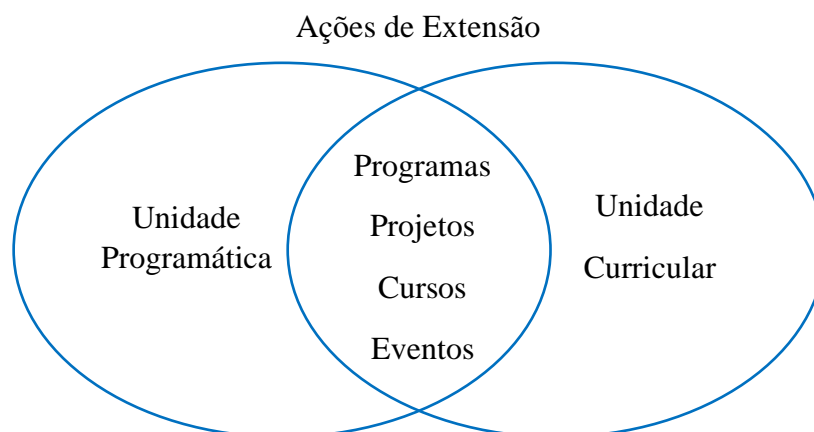 Ações de Extensão
Unidade
Programática
Programas
Projetos
Cursos
Eventos
Unidade
Curricular